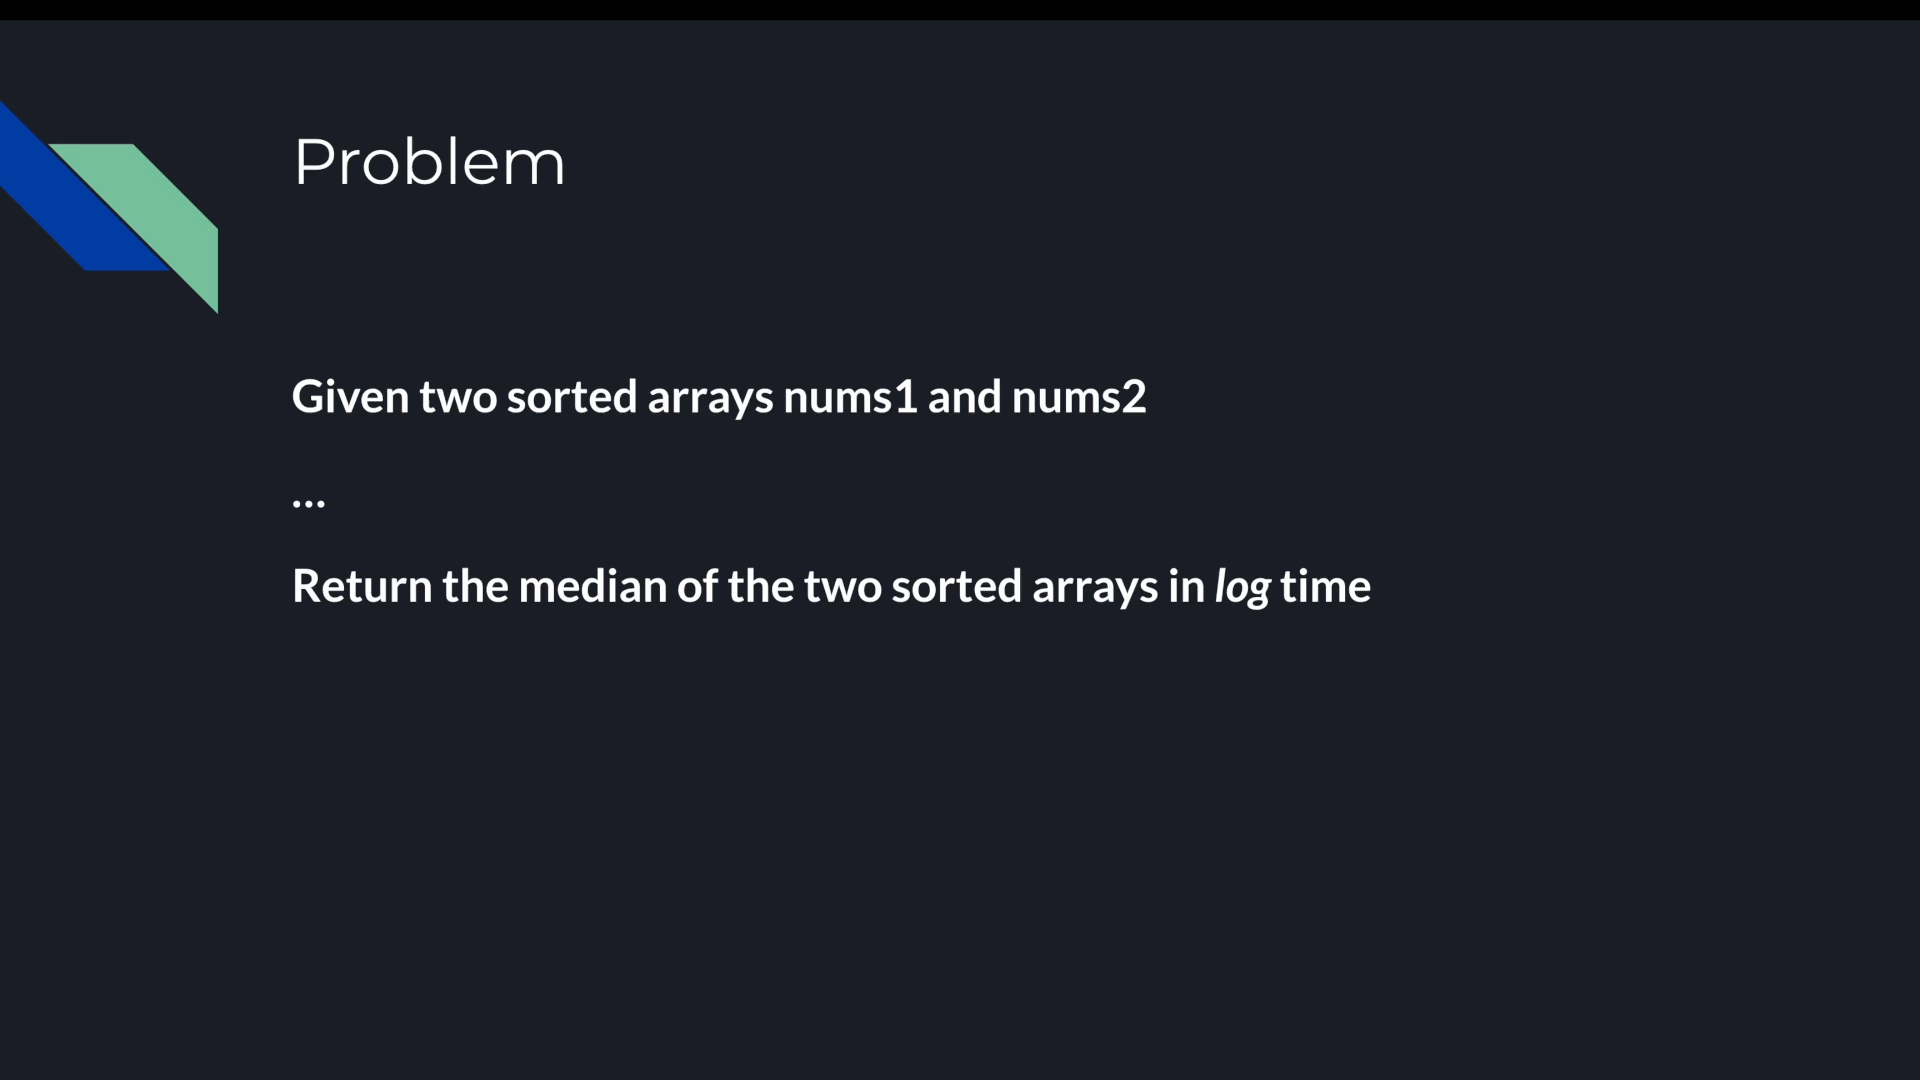 Problem
Given two sorted arrays nums1 and nums2
...
Return the median of the two sorted arrays in log time